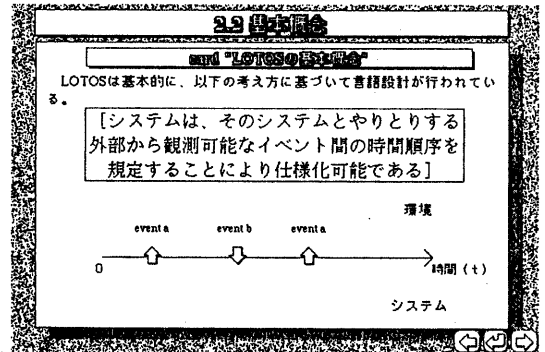 2.2 基本概念
card "LOTOSの基本概念"
LOTOSは基本的に、以下の考え方に基づいて言語設計が行われてい
る。
[システムは、そのシステムとやりとりする
外部から観測可能なイベント間の時間順序を
規定することにより仕様化可能である]
環境
event a event b event a
0 時間 (t)
システム